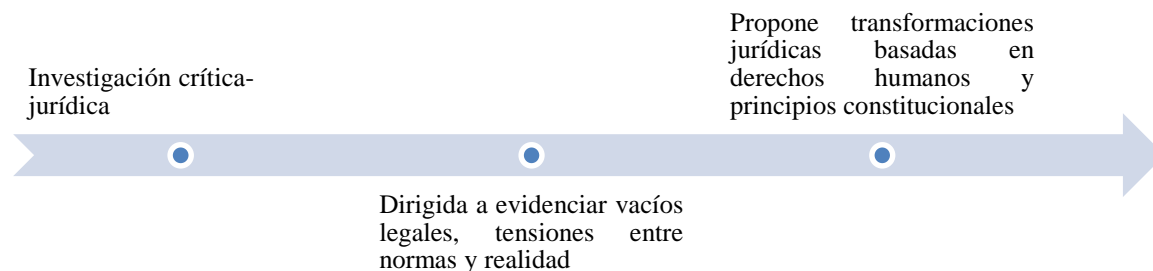 Investigación crítica-
jurídica
Dirigida a evidenciar vacíos
legales, tensiones entre
normas y realidad
Propone transformaciones
jurídicas basadas en
derechos humanos y
principios constitucionales